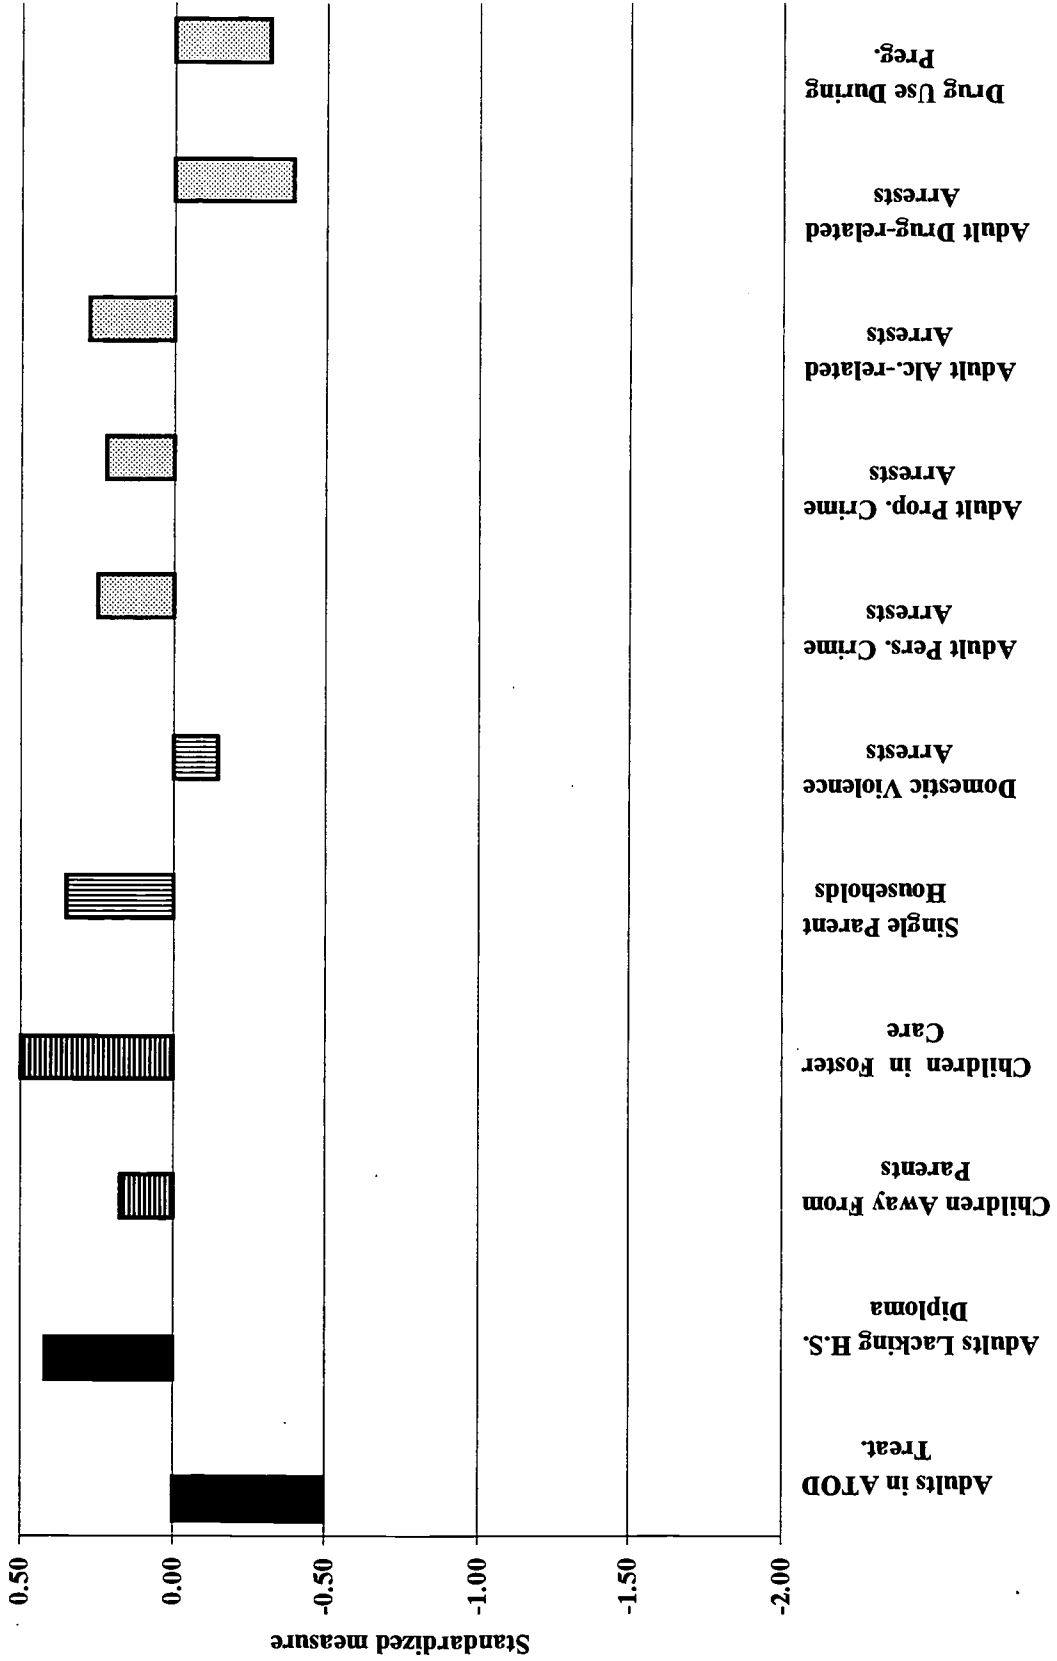 Standardized measure
0.50
0.00
-0.50
-1.00
-1.50
-2.00
Adults in ATOD
Treat.
Adults Lacking H.S.
Diploma
Children Away From
Parents
Children in Foster
Care
Single Parent
Households
Domestic Violence
Arrests
Adult Pers. Crime
Arrests
Adult Prop. Crime
Arrests
Adult Alc.-related
Arrests
Adult Drug-related
Arrests
Drug Use During
Preg.